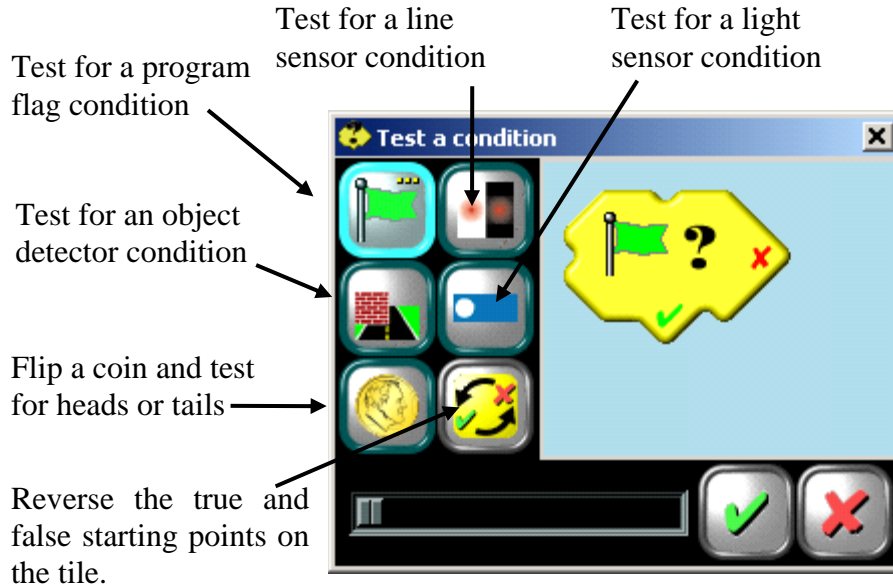 Test for a line
sensor condition
Test for a light
sensor condition
Test for a program
flag condition
Test a condition
Test for an object
detector condition
?
Flip a coin and test
for heads or tails
Reverse the true and
false starting points on
the tile.